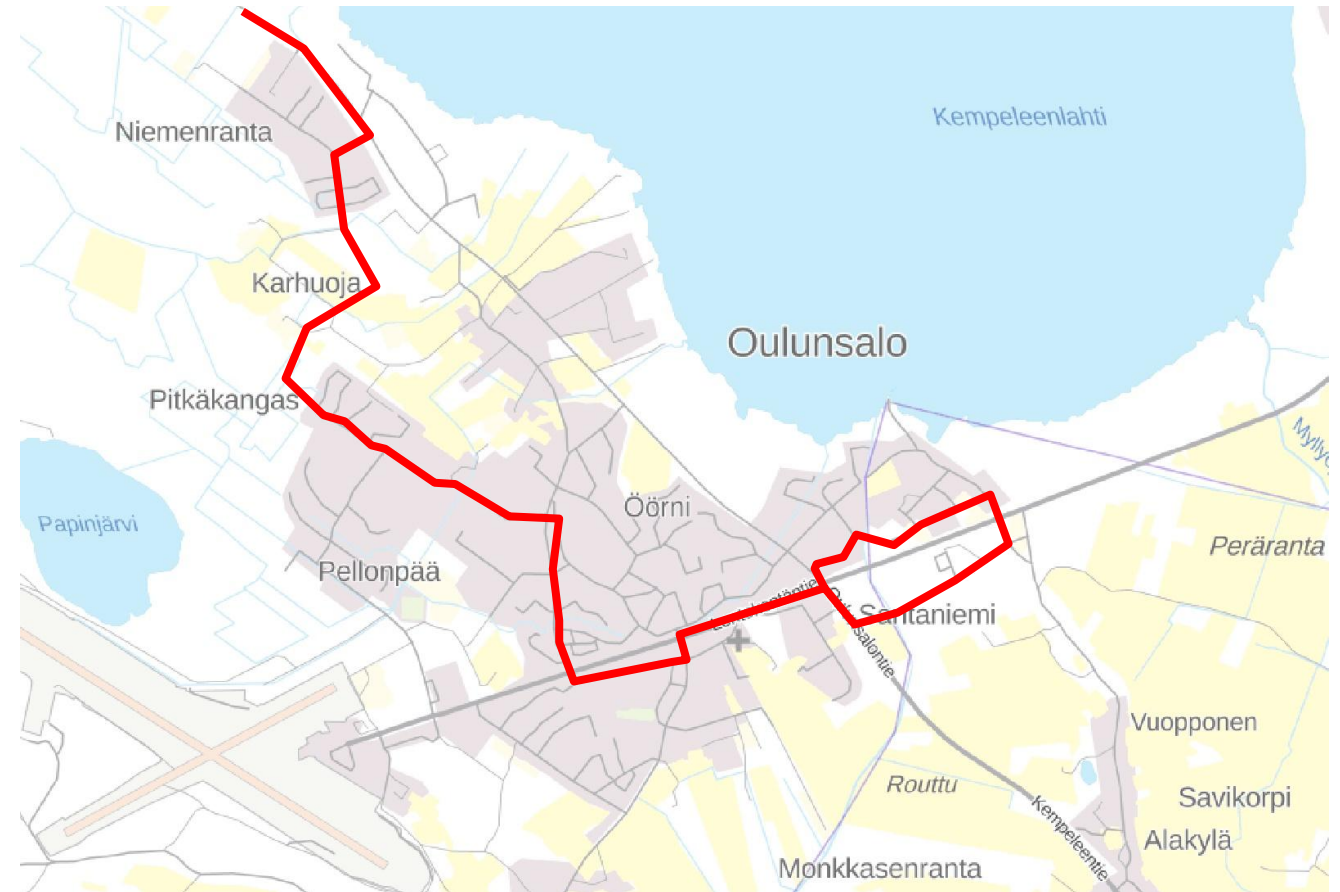 Kempeleenlahti
Niemenranta
Karhuoja
Oulunsalo
Pitkäkangas
Öörni
Papinjärvi
Peräranta
Pellonpää
Santaniemi
Vuopponen
Routtu
Savikorpi
Kempeleentie
Alakylä
Monkkasenranta